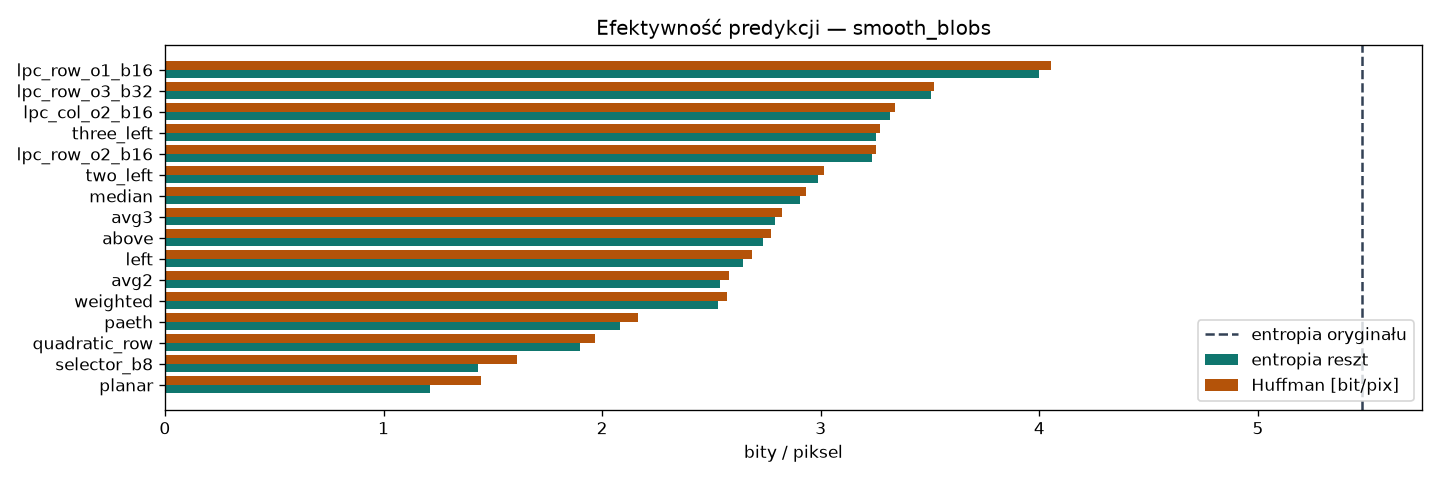 Efektywność predykcji — smooth_blobs
lpc_row_o1_b16
lpc_row_o3_b32
lpc_col_o2_b16
three_left
lpc_row_o2_b16
two_left
median
avg3
above
left
avg2
weighted
paeth
quadratic_row
selector_b8
planar
entropia oryginału
entropia reszt
Huffman [bit/pix]
0 1 2 3 4 5
bity / piksel